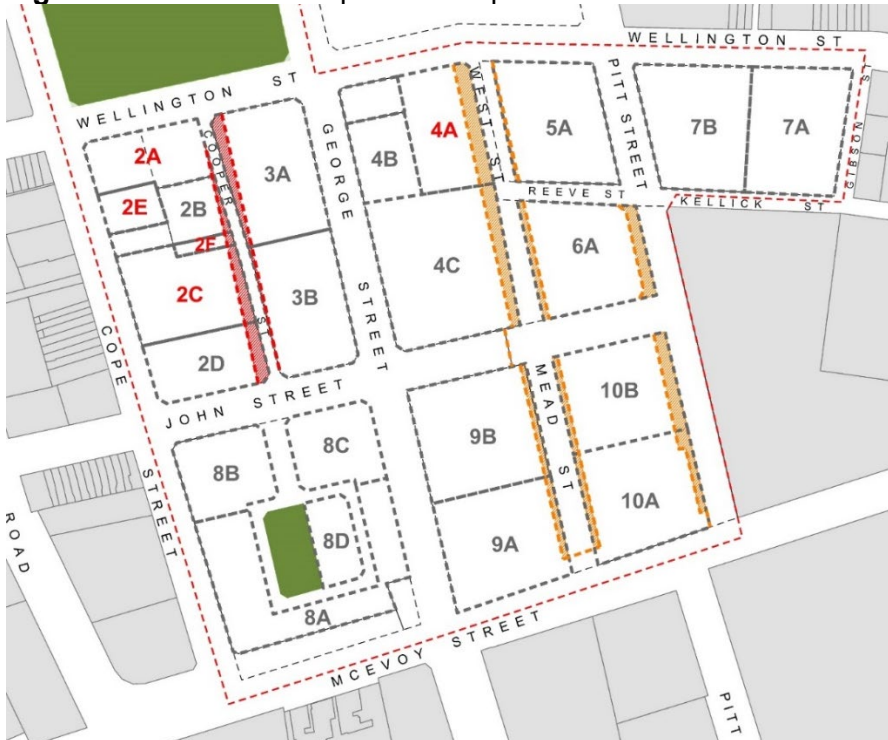 WELLINGTON ST
WELLINGTON ST
PITT STREET
WEST ST
GEORGE STREET
COOPER ST
GIBSON ST
2A
3A
4A
4B
5A
7B
7A
2E
2B
REEVE ST
KELLICK ST
2F
2C
3B
4C
6A
COPE STREET
2D
JOHN STREET
MEAD ST
8B
8C
9B
10B
ROAD
8D
9A
10A
8A
MCEVOY STREET
PITT